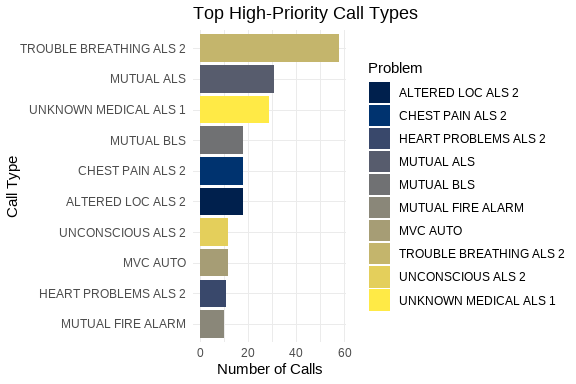 Top High-Priority Call Types
Call Type
TROUBLE BREATHING ALS 2
MUTUAL ALS
UNKNOWN MEDICAL ALS 1
MUTUAL BLS
CHEST PAIN ALS 2
ALTERED LOC ALS 2
UNCONSCIOUS ALS 2
MVC AUTO
HEART PROBLEMS ALS 2
MUTUAL FIRE ALARM
0 20 40 60
Number of Calls
Problem
ALTERED LOC ALS 2
CHEST PAIN ALS 2
HEART PROBLEMS ALS 2
MUTUAL ALS
MUTUAL BLS
MUTUAL FIRE ALARM
MVC AUTO
TROUBLE BREATHING ALS 2
UNCONSCIOUS ALS 2
UNKNOWN MEDICAL ALS 1